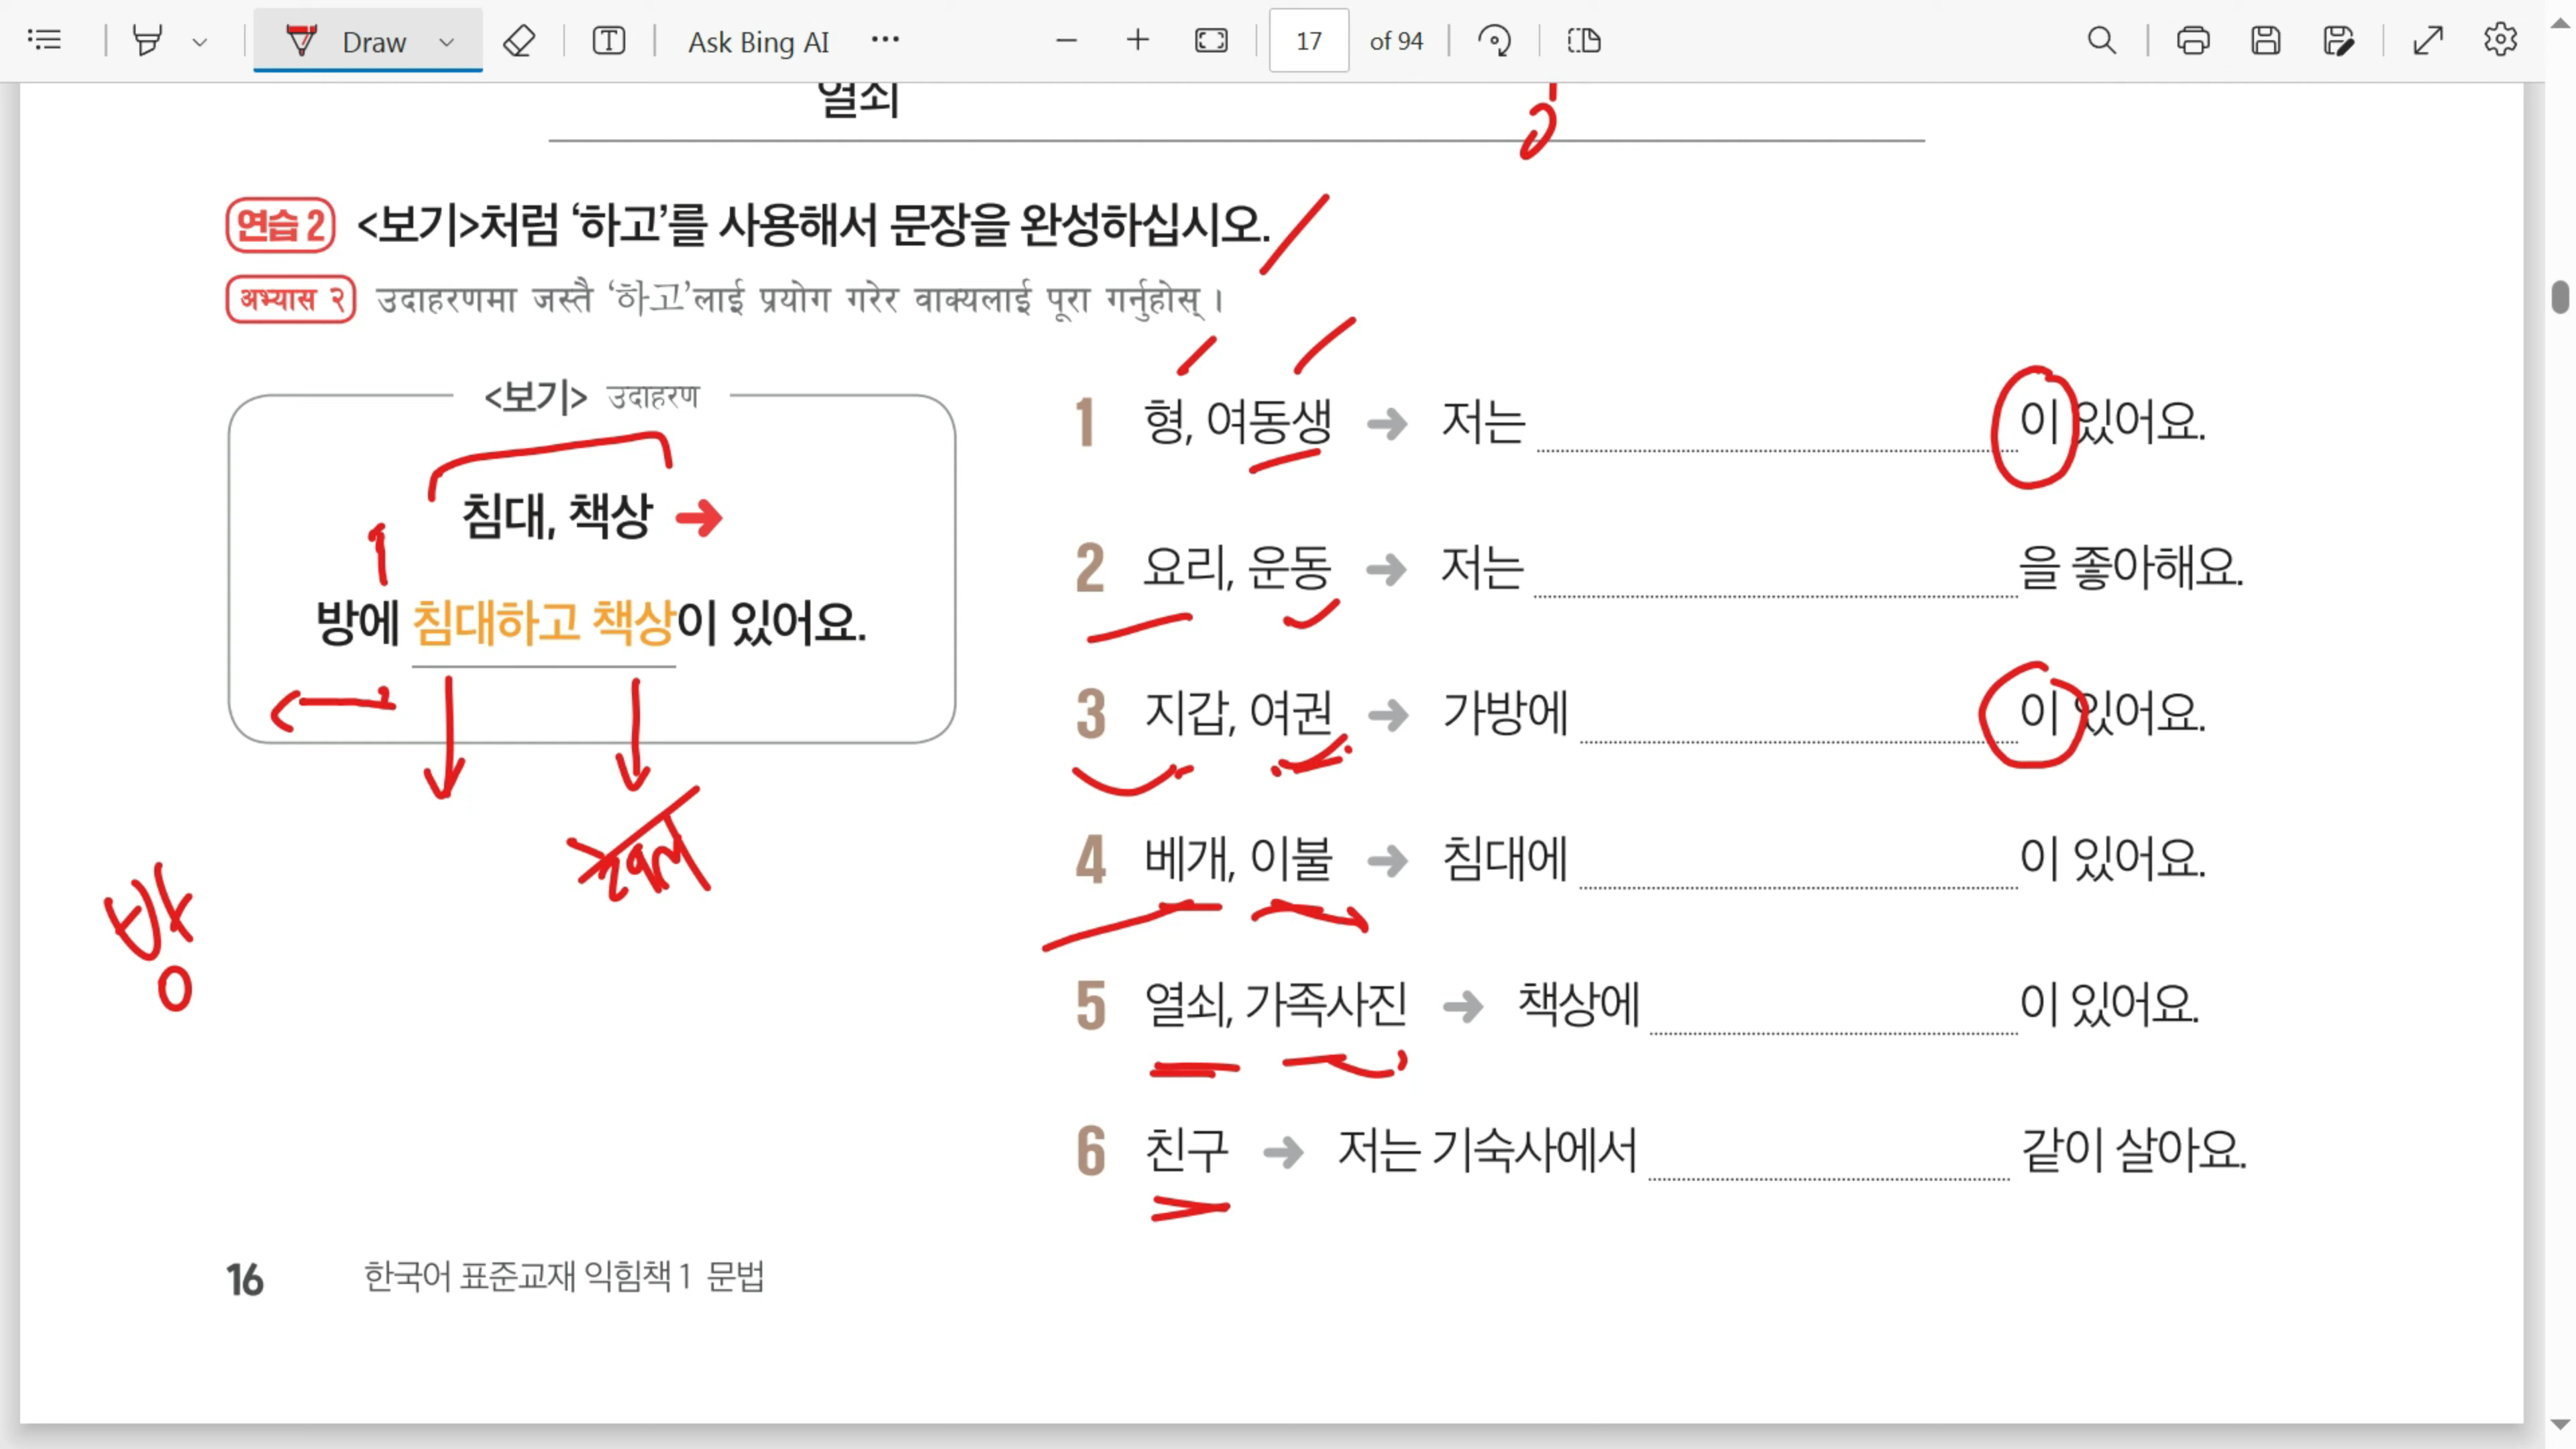 Draw
Ask Bing AI
17 of 94
열쇠
연습 2 <보기>처럼 ‘하고’를 사용해서 문장을 완성하십시오.
अभ्यास २ उदाहरणमा जस्तै ‘하고’लाई प्रयोग गरेर वाक्यलाई पूरा गर्नुहोस् ।
<보기> उदाहरण
침대, 책상 ➔
방에 침대하고 책상이 있어요.
방
1 형, 여동생 ➔ 저는 이 있어요.
2 요리, 운동 ➔ 저는 을 좋아해요.
3 지갑, 여권 ➔ 가방에 이 있어요.
4 베개, 이불 ➔ 침대에 이 있어요.
5 열쇠, 가족사진 ➔ 책상에 이 있어요.
6 친구 ➔ 저는 기숙사에서 같이 살아요.
16 한국어 표준교재 익힘책 1 문법